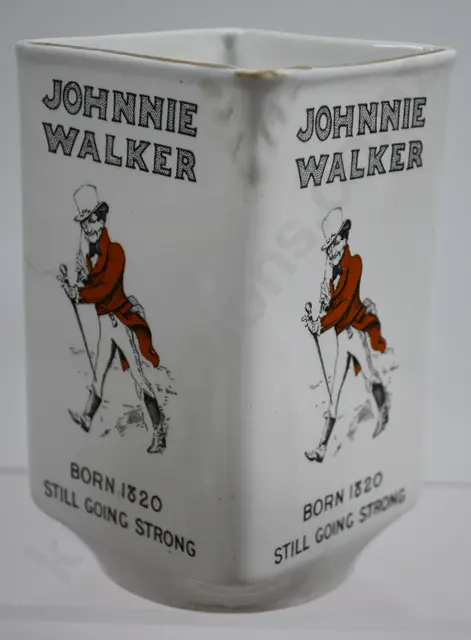 JOHNNIE
WALKER
BORN 1820
STILL GOING STRONG
JOHNNIE
WALKER
BORN 1820
STILL GOING STRONG